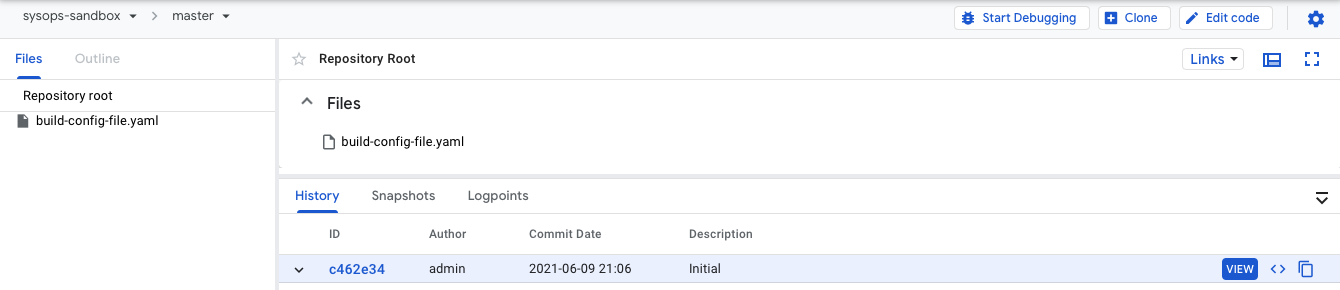 sysops-sandbox master Start Debugging Clone Edit code
Files Outline Repository Root Links
Repository root
Files
build-config-file.yaml
build-config-file.yaml
History Snapshots Logpoints
ID Author Commit Date Description
c462e34 admin 2021-06-09 21:06 Initial VIEW